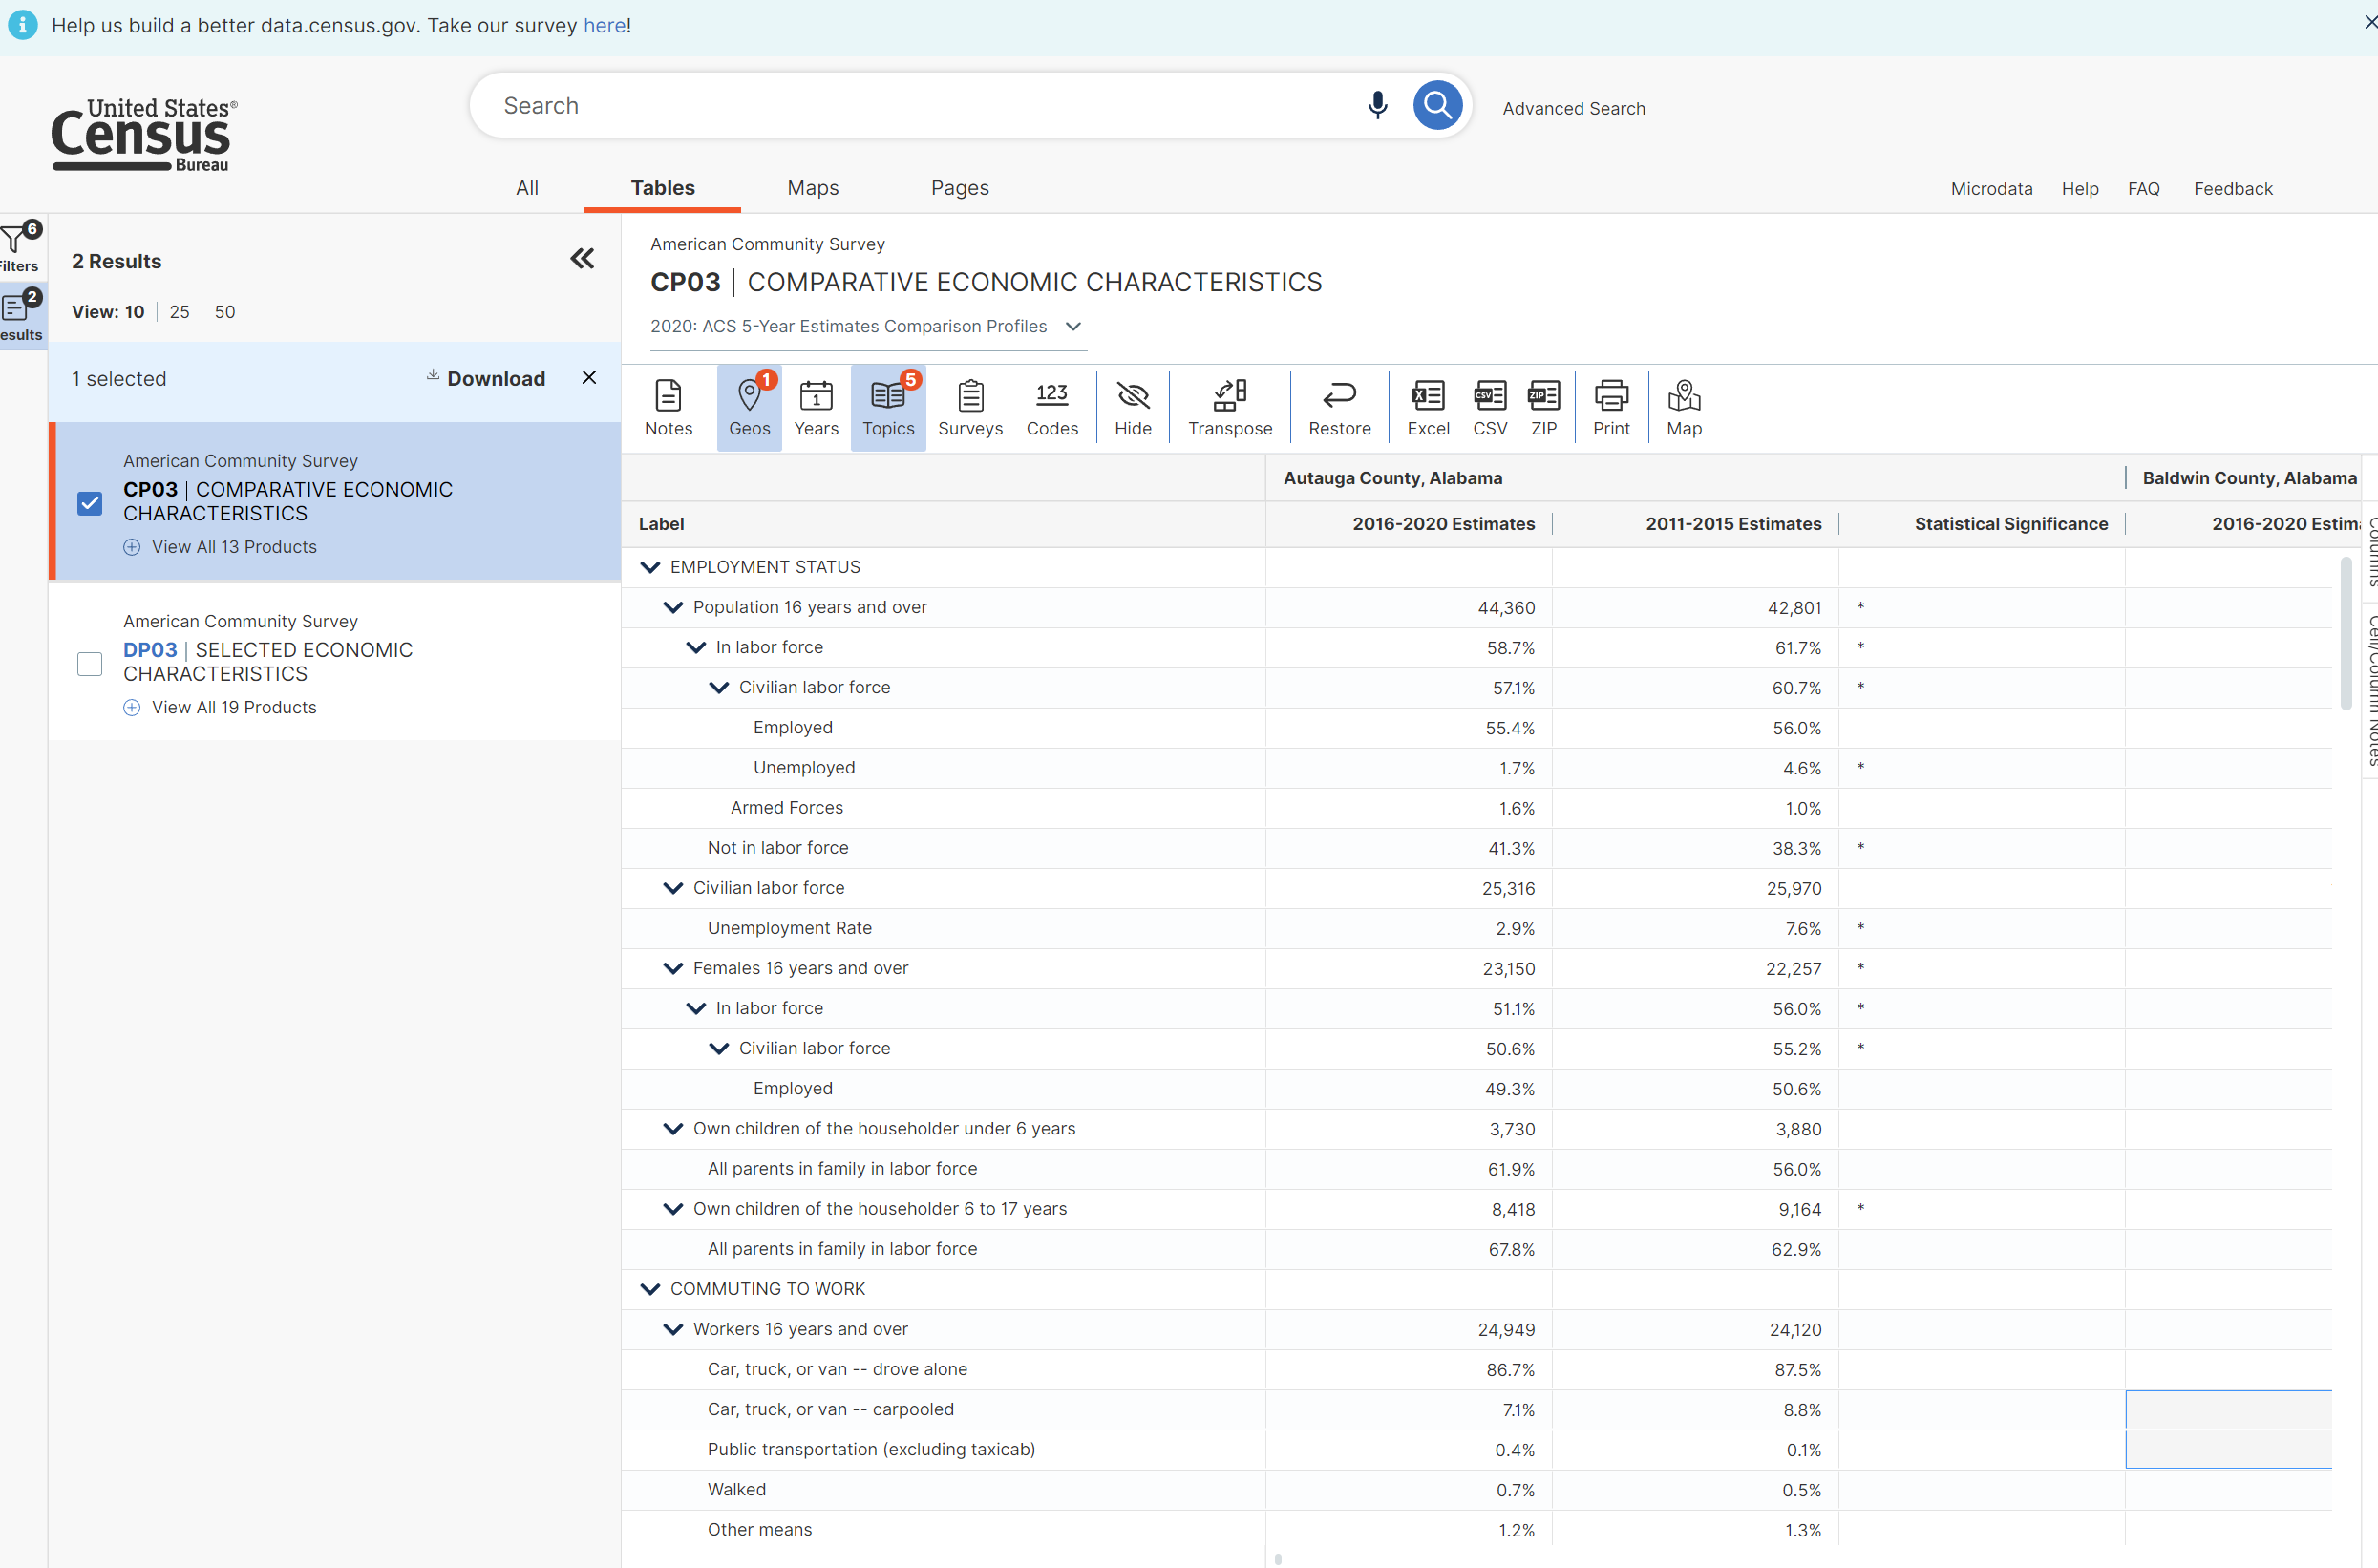 Help us build a better data.census.gov. Take our survey here!
United States®
Census
Bureau
Search
Advanced Search
All Tables Maps Pages
Microdata Help FAQ Feedback
6
ilters
2
esults
2 Results
View: 10 | 25 | 50
1 selected Download
American Community Survey
CP03 | COMPARATIVE ECONOMIC
CHARACTERISTICS
View All 13 Products
American Community Survey
DP03 | SELECTED ECONOMIC
CHARACTERISTICS
View All 19 Products
American Community Survey
CP03 | COMPARATIVE ECONOMIC CHARACTERISTICS
2020: ACS 5-Year Estimates Comparison Profiles
1 1 5 123 X CSV ZIP
Notes Geos Years Topics Surveys Codes Hide Transpose Restore Excel CSV ZIP Print Map
Autauga County, Alabama Baldwin County, Alabama
Label 2016-2020 Estimates 2011-2015 Estimates Statistical Significance 2016-2020 Estima
EMPLOYMENT STATUS
Population 16 years and over 44,360 42,801 *
In labor force 58.7% 61.7% *
Civilian labor force 57.1% 60.7% *
Employed 55.4% 56.0%
Unemployed 1.7% 4.6% *
Armed Forces 1.6% 1.0%
Not in labor force 41.3% 38.3% *
Civilian labor force 25,316 25,970
Unemployment Rate 2.9% 7.6% *
Females 16 years and over 23,150 22,257 *
In labor force 51.1% 56.0% *
Civilian labor force 50.6% 55.2% *
Employed 49.3% 50.6%
Own children of the householder under 6 years 3,730 3,880
All parents in family in labor force 61.9% 56.0%
Own children of the householder 6 to 17 years 8,418 9,164 *
All parents in family in labor force 67.8% 62.9%
COMMUTING TO WORK
Workers 16 years and over 24,949 24,120
Car, truck, or van -- drove alone 86.7% 87.5%
Car, truck, or van -- carpooled 7.1% 8.8%
Public transportation (excluding taxicab) 0.4% 0.1%
Walked 0.7% 0.5%
Other means 1.2% 1.3%
Columns
Cell/Column Notes